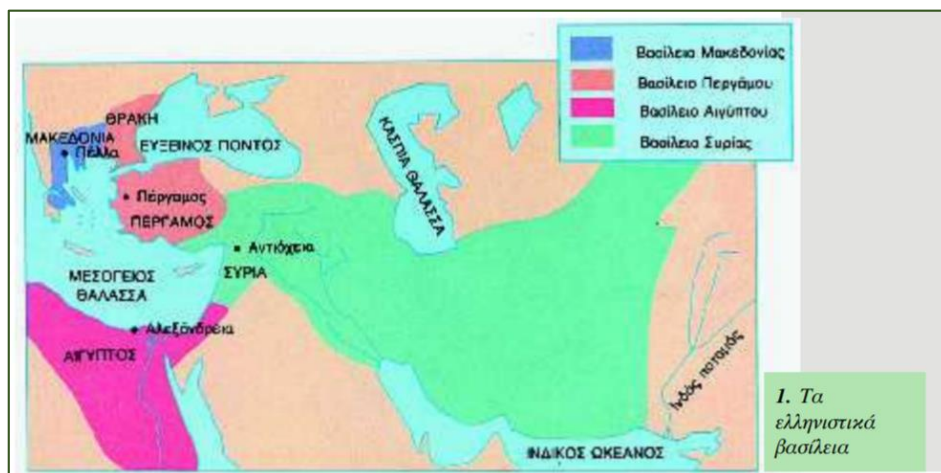 Βασίλειο Μακεδονίας
Βασίλειο Περγάμου
Βασίλειο Αιγύπτου
Βασίλειο Συρίας
ΘΡΑΚΗ
ΜΑΚΕΔΟΝΙΑ
Πέλλα
ΕΥΞΕΙΝΟΣ ΠΟΝΤΟΣ
ΚΑΣΠΙΑ ΘΑΛΑΣΣΑ
Πέργαμος
ΠΕΡΓΑΜΟΣ
Αντιόχεια
ΣΥΡΙΑ
ΜΕΣΟΓΕΙΟΣ
ΘΑΛΑΣΣΑ
Αλεξάνδρεια
ΑΙΓΥΠΤΟΣ
Ινδός ποταμός
ΙΝΔΙΚΟΣ ΩΚΕΑΝΟΣ
1. Τα
ελληνιστικά
βασίλεια